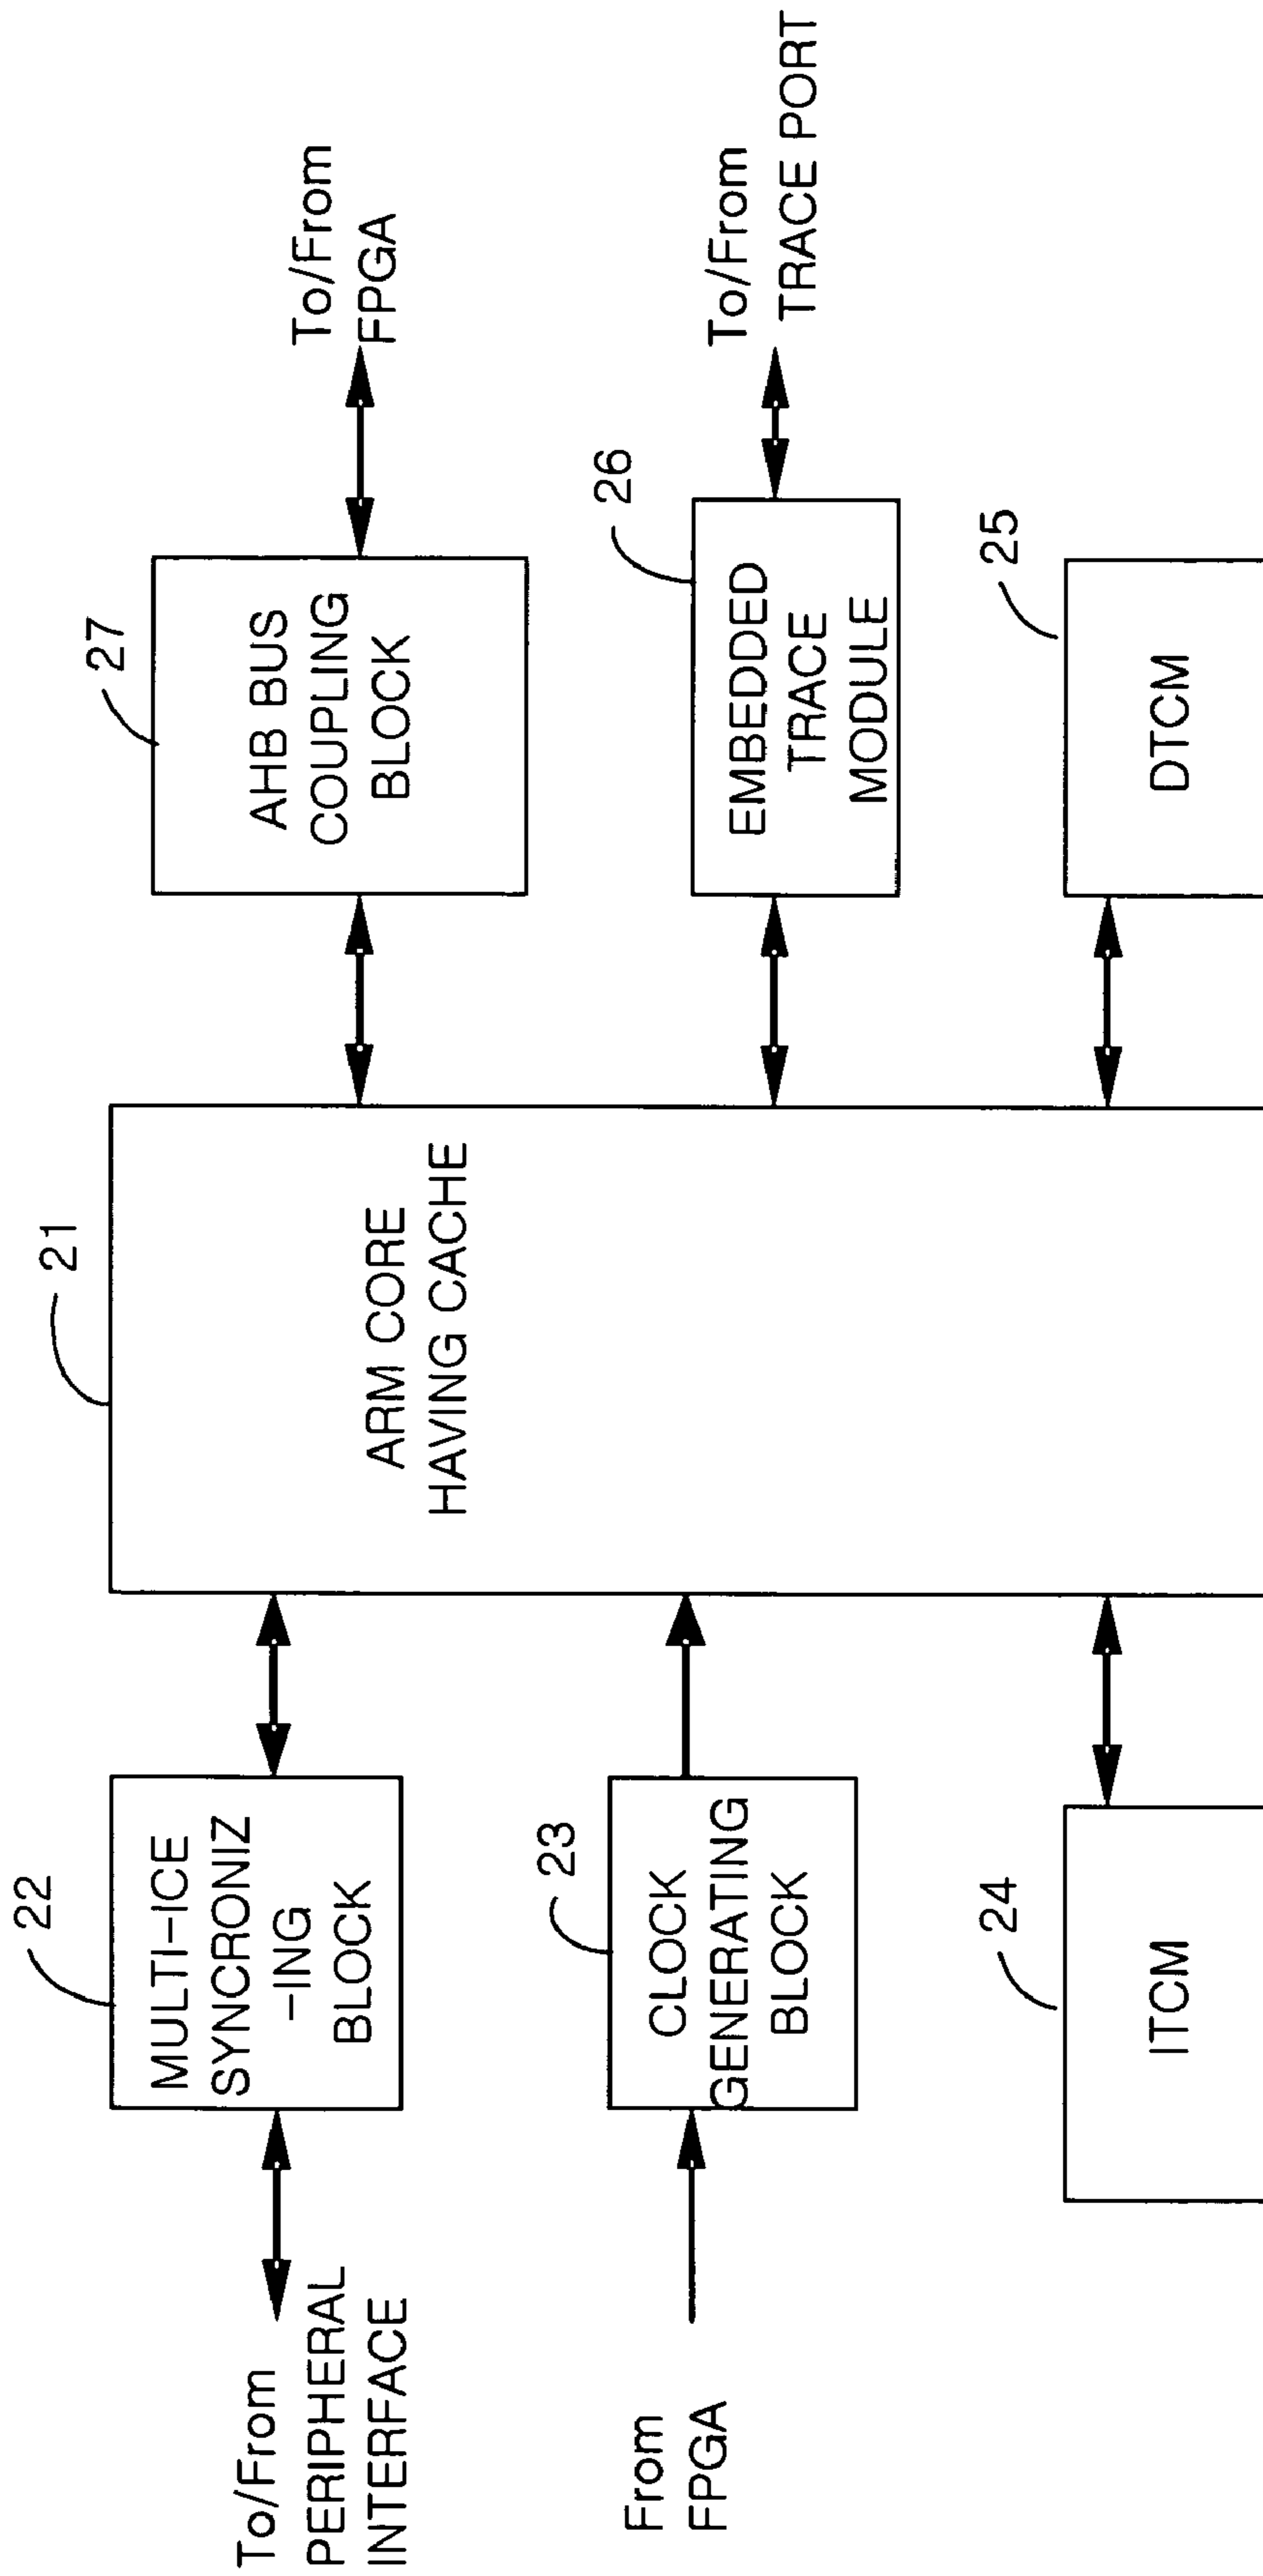 22
MULTI-ICE
SYNCRONIZ
-ING
BLOCK
To/From
PERIPHERAL
INTERFACE
23
CLOCK
GENERATING
BLOCK
From
FPGA
24
ITCM
21
ARM CORE
HAVING CACHE
27
AHB BUS
COUPLING
BLOCK
To/From
FPGA
26
EMBEDDED
TRACE
MODULE
To/From
TRACE PORT
25
DTCM